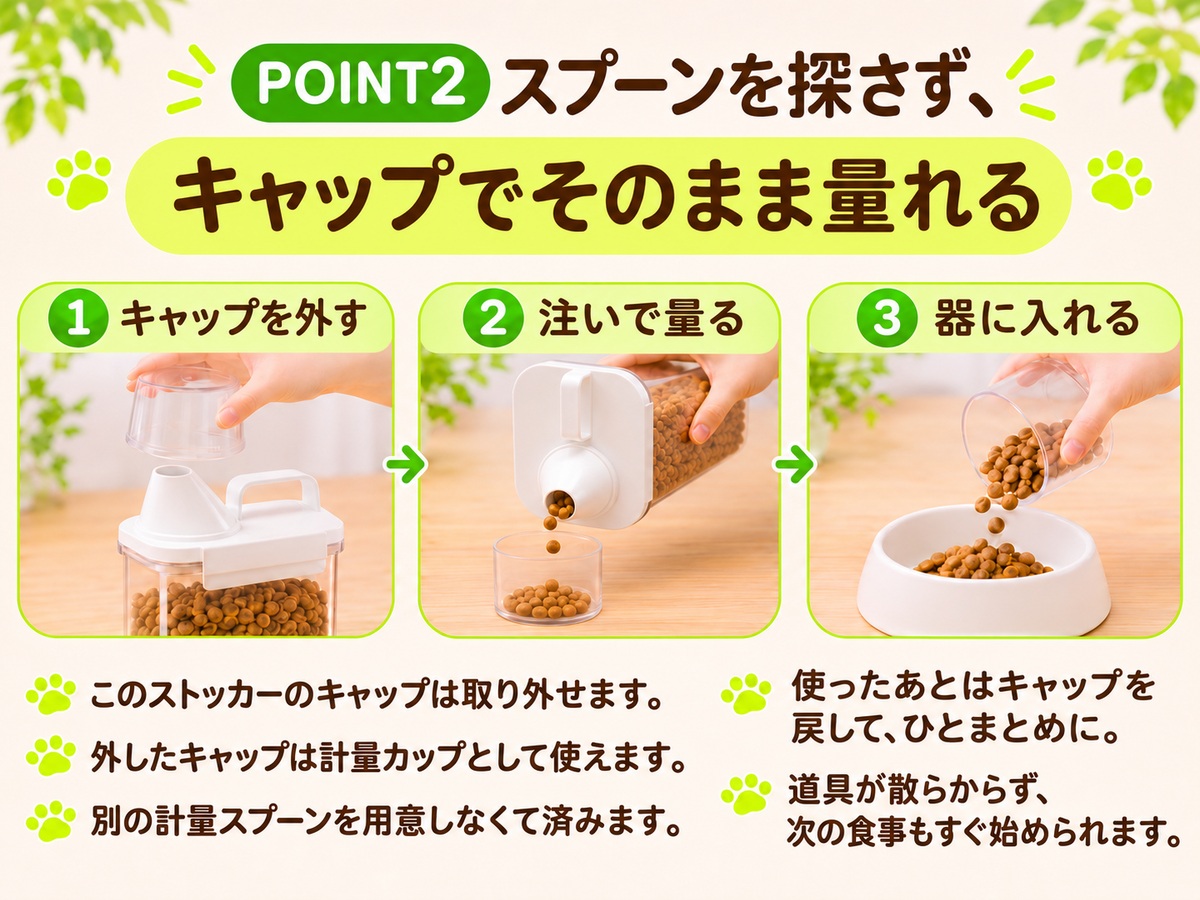 POINT2 スプーンを探さず、
キャップでそのまま量れる
1 キャップを外す
2 注いで量る
3 器に入れる
このストッカーのキャップは取り外せます。
外したキャップは計量カップとして使えます。
別の計量スプーンを用意しなくて済みます。
使ったあとはキャップを
戻して、ひとまとめに。
道具が散らからず、
次の食事もすぐ始められます。